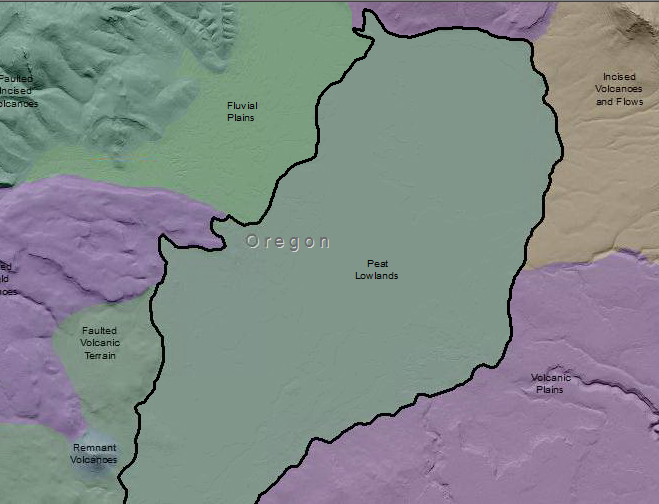 Faulted
Incised
Volcanoes
Fluvial
Plains
Incised
Volcanoes
and Flows
Oregon
Peat
Lowlands
Faulted
Volcanic
Terrain
Volcanic
Plains
Remnant
Volcanoes